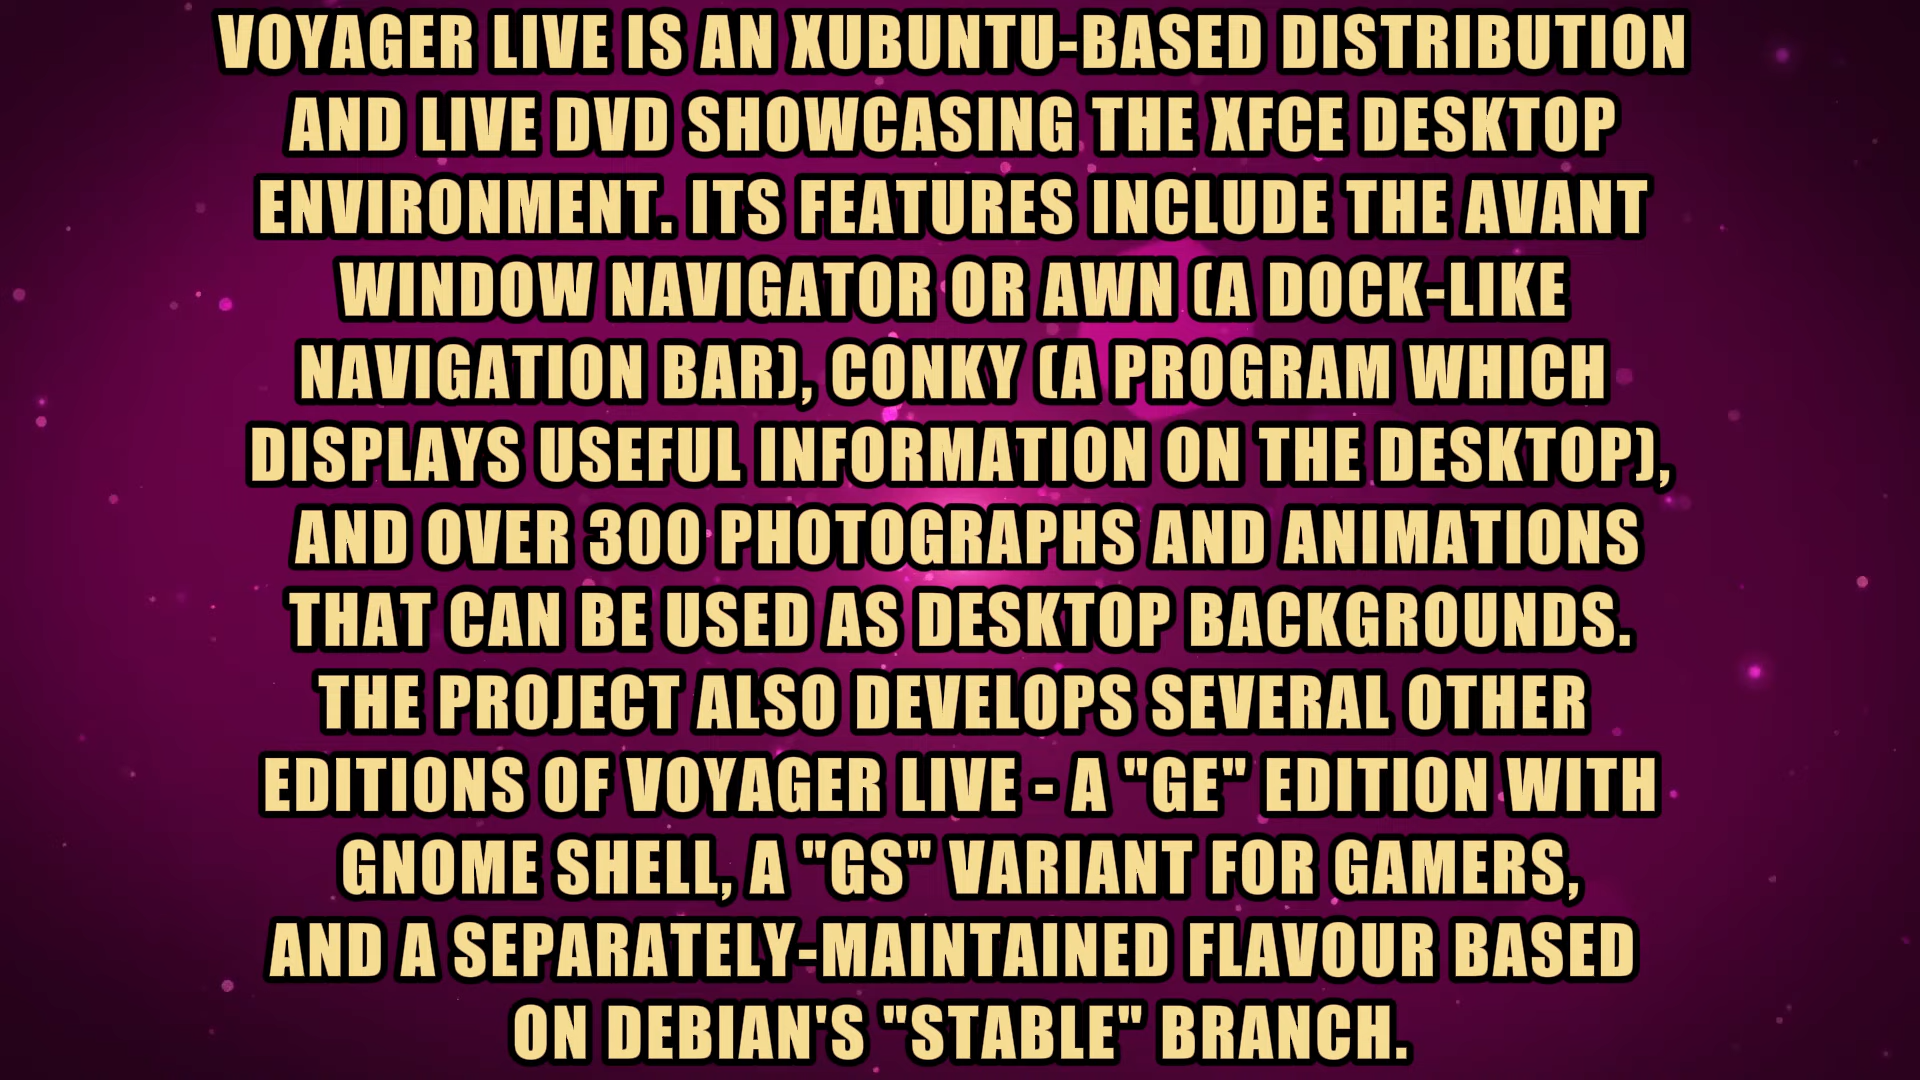 VOYAGER LIVE IS AN XUBUNTU-BASED DISTRIBUTION
AND LIVE DVD SHOWCASING THE XFCE DESKTOP
ENVIRONMENT. ITS FEATURES INCLUDE THE AVANT
WINDOW NAVIGATOR OR AWN (A DOCK-LIKE
NAVIGATION BAR), CONKY (A PROGRAM WHICH
DISPLAYS USEFUL INFORMATION ON THE DESKTOP),
AND OVER 300 PHOTOGRAPHS AND ANIMATIONS
THAT CAN BE USED AS DESKTOP BACKGROUNDS.
THE PROJECT ALSO DEVELOPS SEVERAL OTHER
EDITIONS OF VOYAGER LIVE - A "GE" EDITION WITH
GNOME SHELL, A "GS" VARIANT FOR GAMERS,
AND A SEPARATELY-MAINTAINED FLAVOUR BASED
ON DEBIAN'S "STABLE" BRANCH.